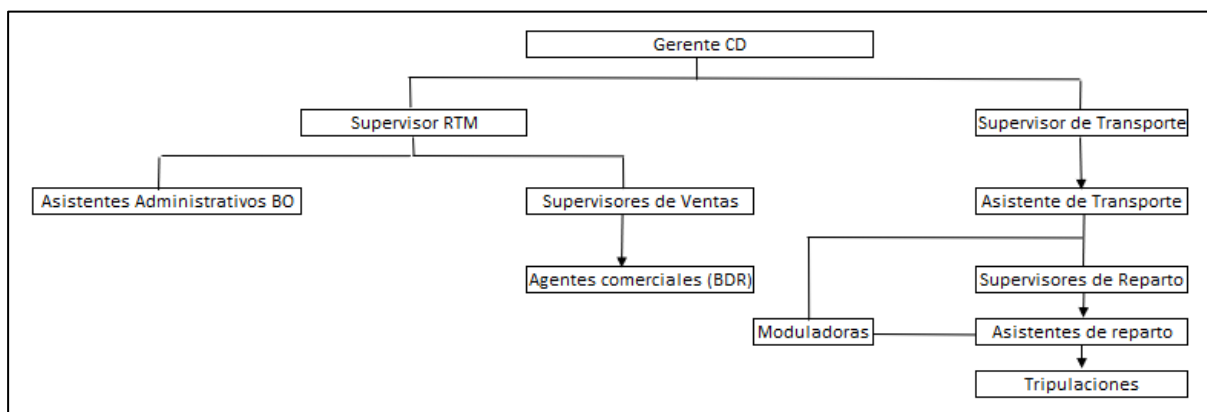 Gerente CD
Supervisor RTM
Supervisor de Transporte
Asistentes Administrativos BO
Supervisores de Ventas
Asistente de Transporte
Agentes comerciales (BDR)
Supervisores de Reparto
Moduladoras
Asistentes de reparto
Tripulaciones